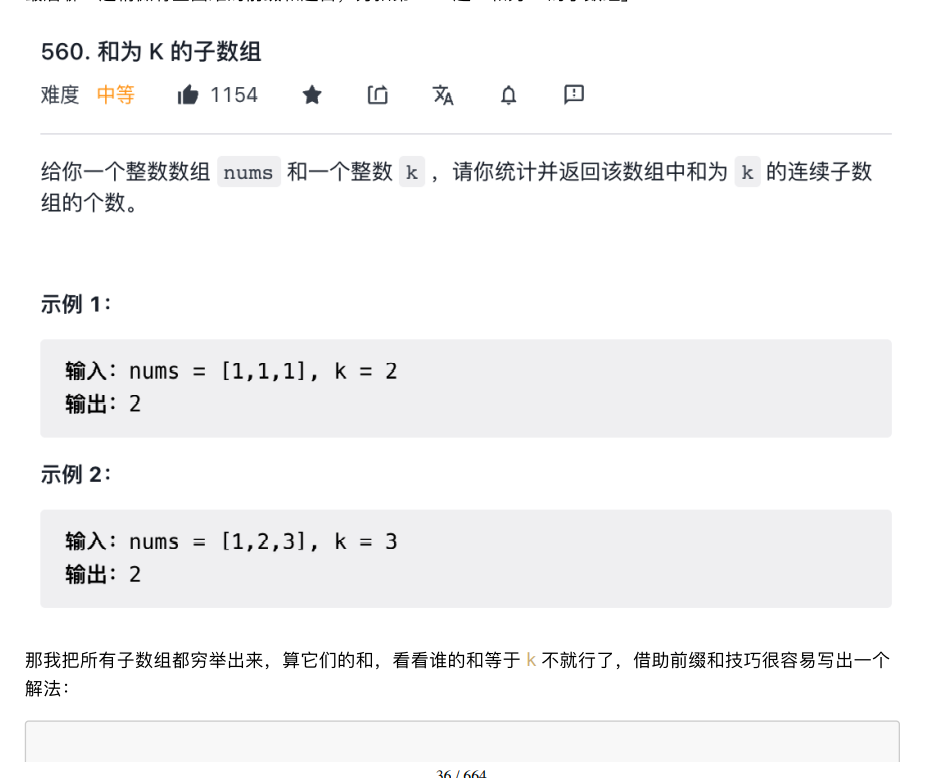 560. 和为 K 的子数组
难度 中等 1154
给你一个整数数组 nums 和一个整数 k ，请你统计并返回该数组中和为 k 的连续子数
组的个数。
示例 1：
输入：nums = [1,1,1], k = 2
输出：2
示例 2：
输入：nums = [1,2,3], k = 3
输出：2
那我把所有子数组都穷举出来，算它们的和，看看谁的和等于 k 不就行了，借助前缀和技巧很容易写出一个
解法：
36 / 664